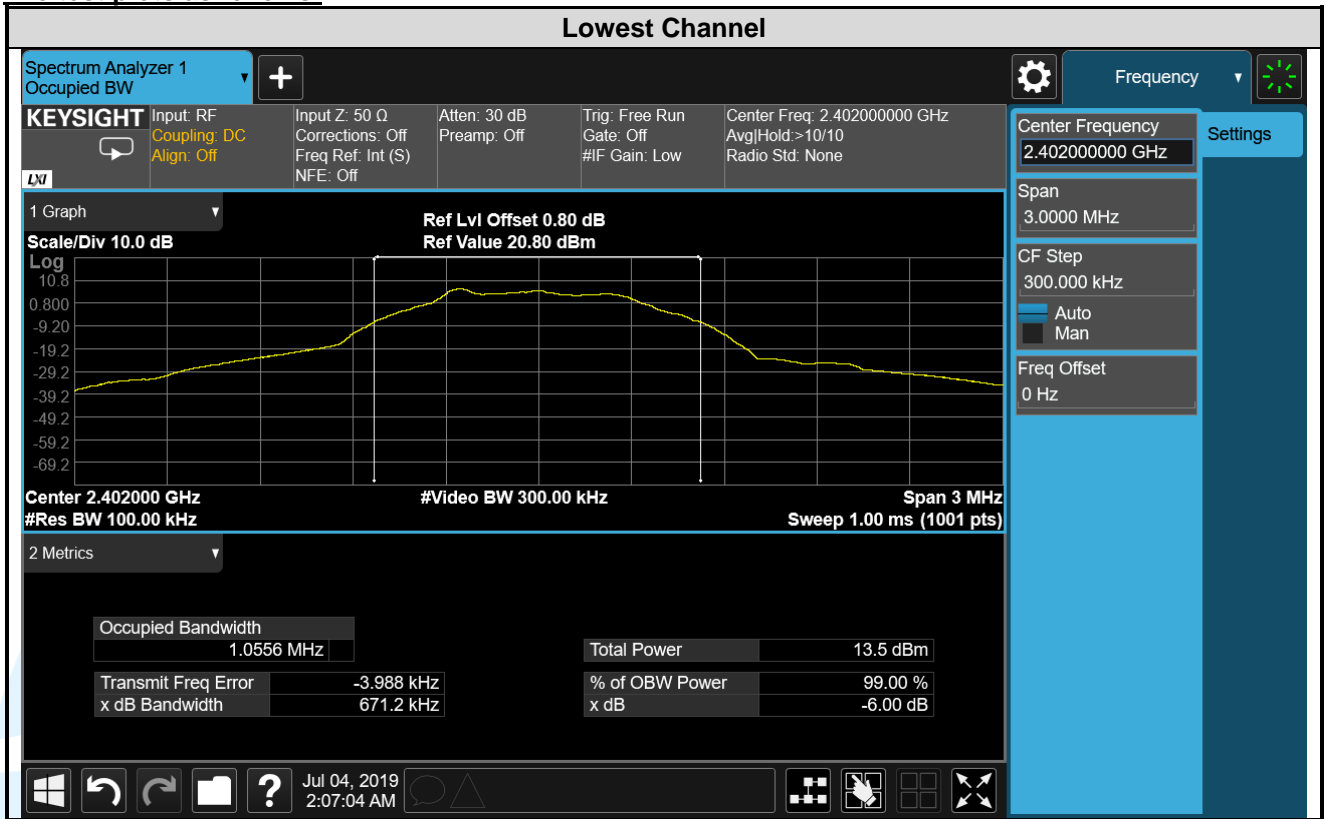 Lowest Channel
Spectrum Analyzer 1
Occupied BW
Frequency
KEYSIGHT
LXI
Input: RF
Coupling: DC
Align: Off
Input Z: 50 Ω
Corrections: Off
Freq Ref: Int (S)
NFE: Off
Atten: 30 dB
Preamp: Off
Trig: Free Run
Gate: Off
#IF Gain: Low
Center Freq: 2.402000000 GHz
Avg|Hold:>10/10
Radio Std: None
Center Frequency
2.402000000 GHz
Settings
Span
3.0000 MHz
CF Step
300.000 kHz
Auto
Man
Freq Offset
0 Hz
1 Graph
Scale/Div 10.0 dB
Ref Lvl Offset 0.80 dB
Ref Value 20.80 dBm
Log
10.8
0.800
-9.20
-19.2
-29.2
-39.2
-49.2
-59.2
-69.2
Center 2.402000 GHz
#Video BW 300.00 kHz
Span 3 MHz
#Res BW 100.00 kHz
Sweep 1.00 ms (1001 pts)
2 Metrics
Occupied Bandwidth
1.0556 MHz
Total Power 13.5 dBm
Transmit Freq Error -3.988 kHz
% of OBW Power 99.00 %
x dB Bandwidth 671.2 kHz
x dB -6.00 dB
?
Jul 04, 2019
2:07:04 AM